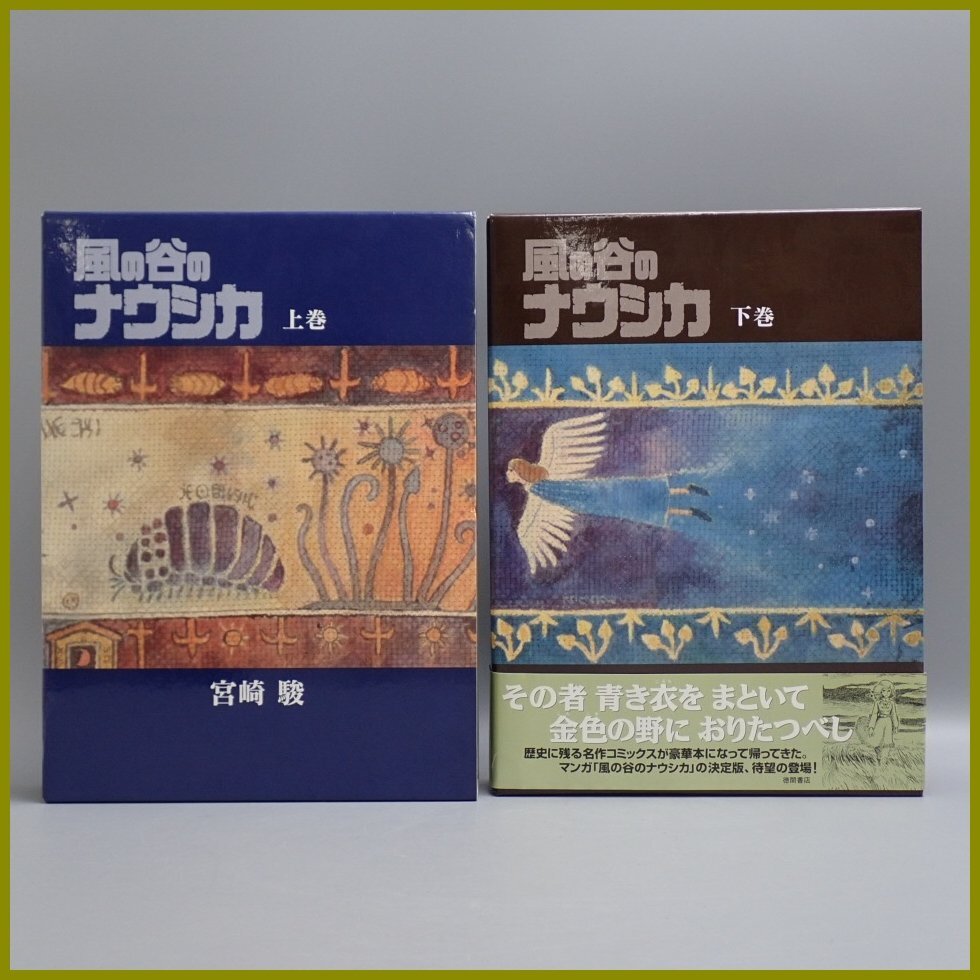 風の谷の
ナウシカ 上巻
宮崎 駿
風の谷の
ナウシカ 下巻
その者 青き衣を まといて
金色の野に おりたつべし
歴史に残る名作コミックスが豪華本になって帰ってきた。
マンガ「風の谷のナウシカ」の決定版、待望の登場！
徳間書店